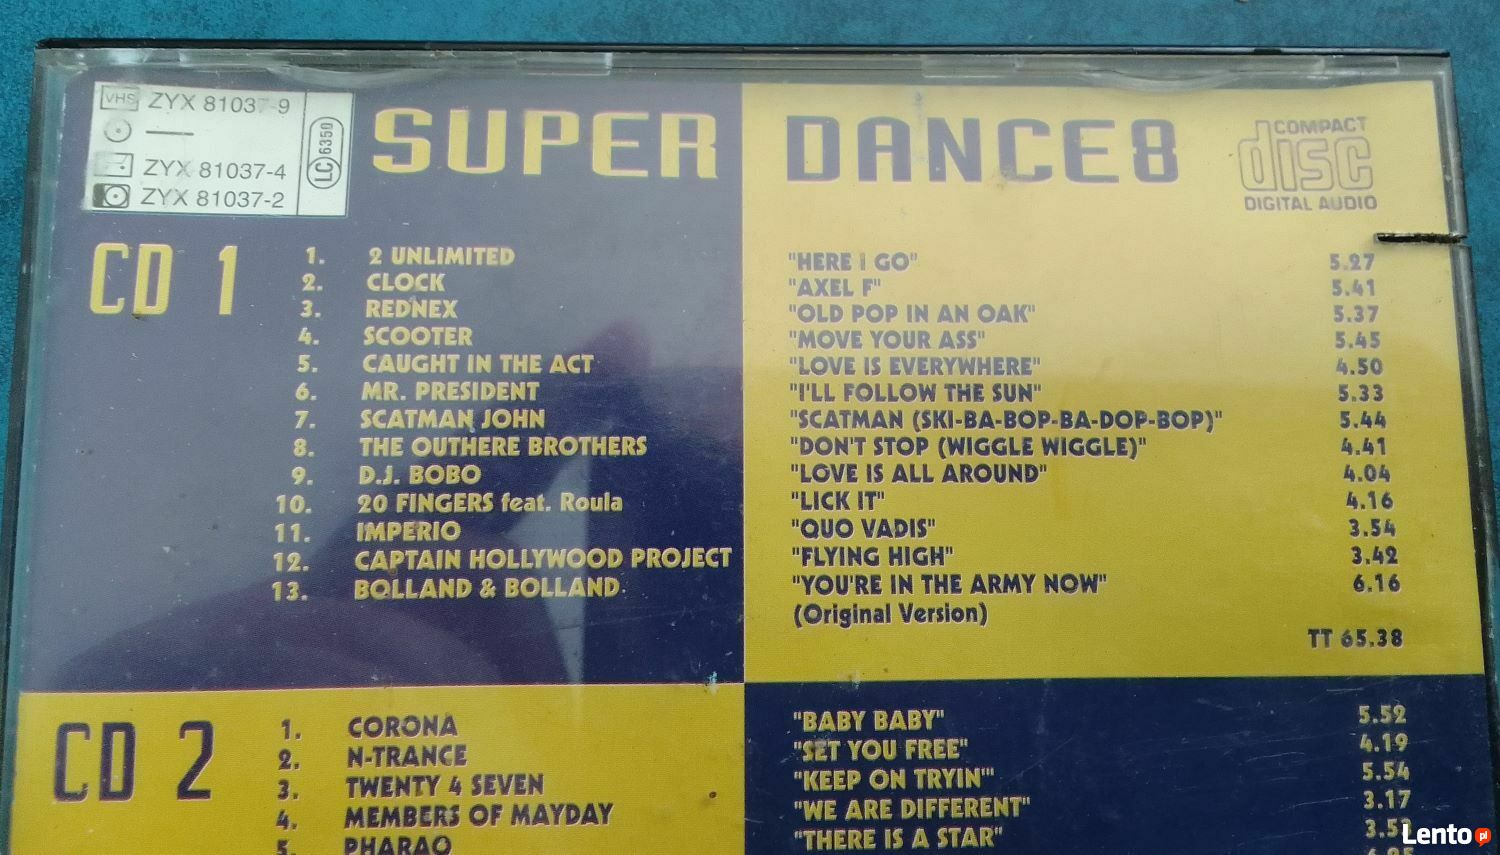 VHS ZYX 81037-9
ZYX 81037-4
ZYX 81037-2
LC 6350
SUPER DANCE8
COMPACT
disc
DIGITAL AUDIO
CD 1
1. 2 UNLIMITED "HERE I GO" 5.27
2. CLOCK "AXEL F" 5.41
3. REDNEX "OLD POP IN AN OAK" 5.37
4. SCOOTER "MOVE YOUR ASS" 5.45
5. CAUGHT IN THE ACT "LOVE IS EVERYWHERE" 4.50
6. MR. PRESIDENT "I'LL FOLLOW THE SUN" 5.33
7. SCATMAN JOHN "SCATMAN (SKI-BA-BOP-BA-DOP-BOP)" 5.44
8. THE OUTHERE BROTHERS "DON'T STOP (WIGGLE WIGGLE)" 4.41
9. D.J. BOBO "LOVE IS ALL AROUND" 4.04
10. 20 FINGERS feat. Roula "LICK IT" 4.16
11. IMPERIO "QUO VADIS" 3.54
12. CAPTAIN HOLLYWOOD PROJECT "FLYING HIGH" 3.42
13. BOLLAND & BOLLAND "YOU'RE IN THE ARMY NOW" 6.16
(Original Version)
TT 65.38
CD 2
1. CORONA "BABY BABY" 5.52
2. N-TRANCE "SET YOU FREE" 4.19
3. TWENTY 4 SEVEN "KEEP ON TRYIN'" 5.54
4. MEMBERS OF MAYDAY "WE ARE DIFFERENT" 3.17
5. PHARAO "THERE IS A STAR"
Lento.pl